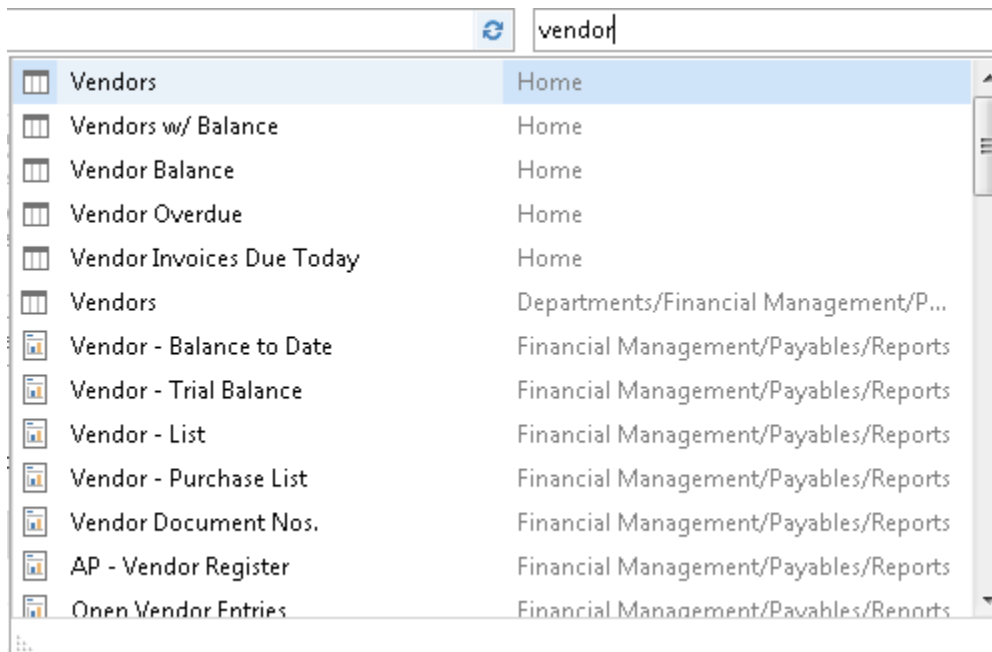 vendor
Vendors Home
Vendors w/ Balance Home
Vendor Balance Home
Vendor Overdue Home
Vendor Invoices Due Today Home
Vendors Departments/Financial Management/P...
Vendor - Balance to Date Financial Management/Payables/Reports
Vendor - Trial Balance Financial Management/Payables/Reports
Vendor - List Financial Management/Payables/Reports
Vendor - Purchase List Financial Management/Payables/Reports
Vendor Document Nos. Financial Management/Payables/Reports
AP - Vendor Register Financial Management/Payables/Reports
Open Vendor Entries Financial Management/Payables/Reports